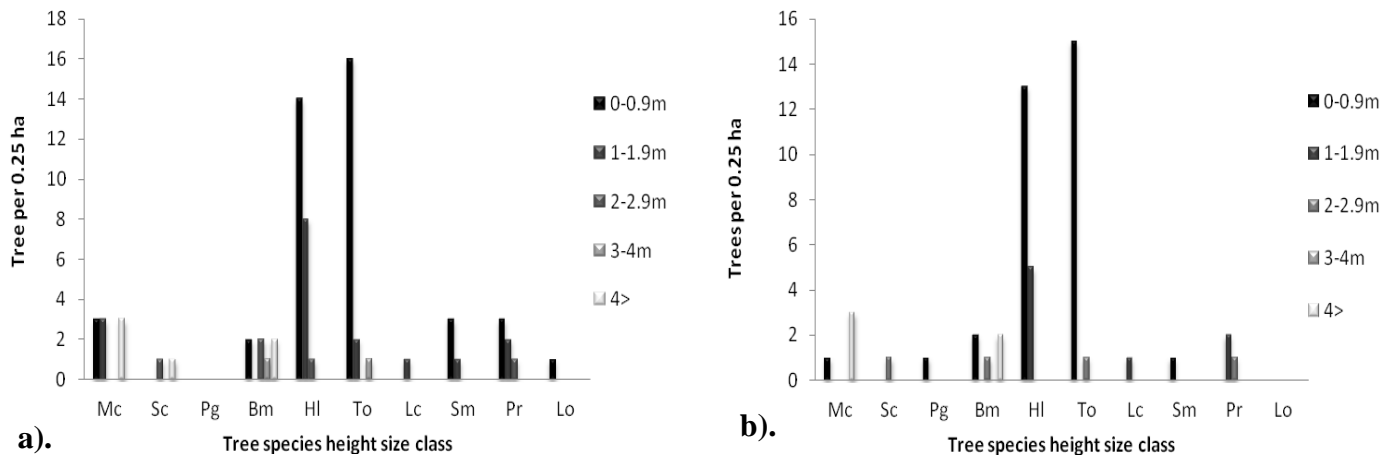 18
16
14
12
10
8
6
4
2
0
Tree per 0.25 ha
Mc Sc Pg Bm Hl To Lc Sm Pr Lo
Tree species height size class
0-0.9m
1-1.9m
2-2.9m
3-4m
4>
a).
16
14
12
10
8
6
4
2
0
Trees per 0.25 ha
Mc Sc Pg Bm Hl To Lc Sm Pr Lo
Tree species height size class
0-0.9m
1-1.9m
2-2.9m
3-4m
4>
b).